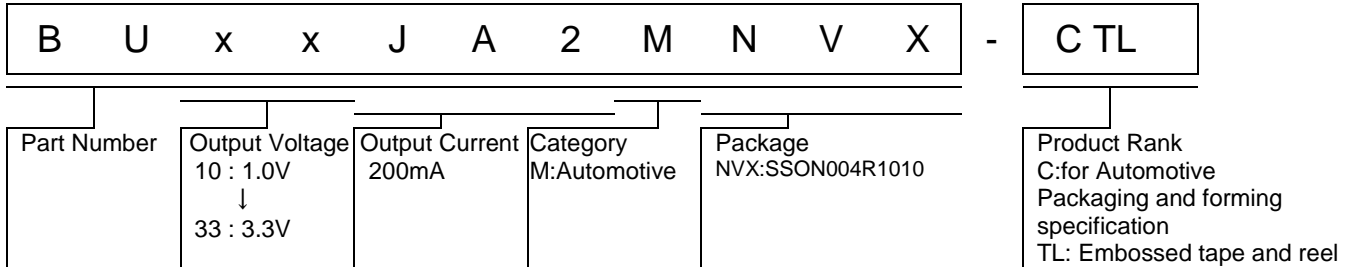 B U x x J A 2 M N V X - C TL
Part Number
Output Voltage
10 : 1.0V
↓
33 : 3.3V
Output Current
200mA
Category
M:Automotive
Package
NVX:SSON004R1010
Product Rank
C:for Automotive
Packaging and forming
specification
TL: Embossed tape and reel